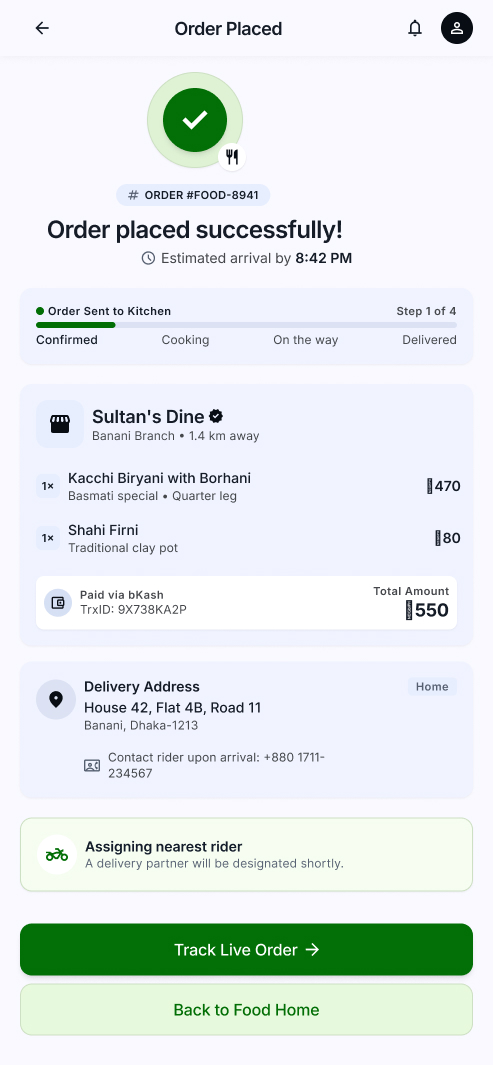 Order Placed
# ORDER #FOOD-8941
Order placed successfully!
Estimated arrival by 8:42 PM
Order Sent to Kitchen Step 1 of 4
Confirmed Cooking On the way Delivered
Sultan's Dine
Banani Branch • 1.4 km away
1× Kacchi Biryani with Borhani 470
Basmati special • Quarter leg
1× Shahi Firni 80
Traditional clay pot
Paid via bKash Total Amount
TrxID: 9X738KA2P 550
Delivery Address Home
House 42, Flat 4B, Road 11
Banani, Dhaka-1213
Contact rider upon arrival: +880 1711-
234567
Assigning nearest rider
A delivery partner will be designated shortly.
Track Live Order →
Back to Food Home